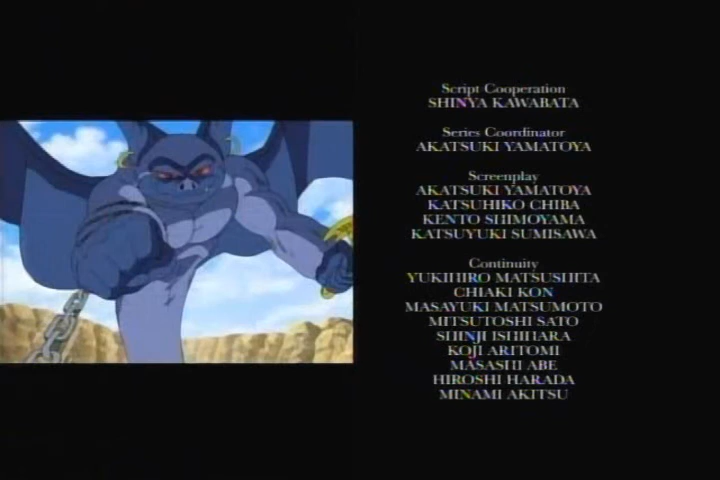 Script Cooperation
SHINYA KAWABATA
Series Coordinator
AKATSUKI YAMATOYA
Screenplay
AKATSUKI YAMATOYA
KATSUHIKO CHIBA
KENTO SHIMOYAMA
KATSUYUKI SUMISAWA
Continuity
YUKIHIRO MATSUSHITA
CHIAKI KON
MASAYUKI MATSUMOTO
MITSUTOSHI SATO
SHINJI ISHIHARA
KOJI ARITOMI
MASASHI ABE
HIROSHI HARADA
MINAMI AKITSU